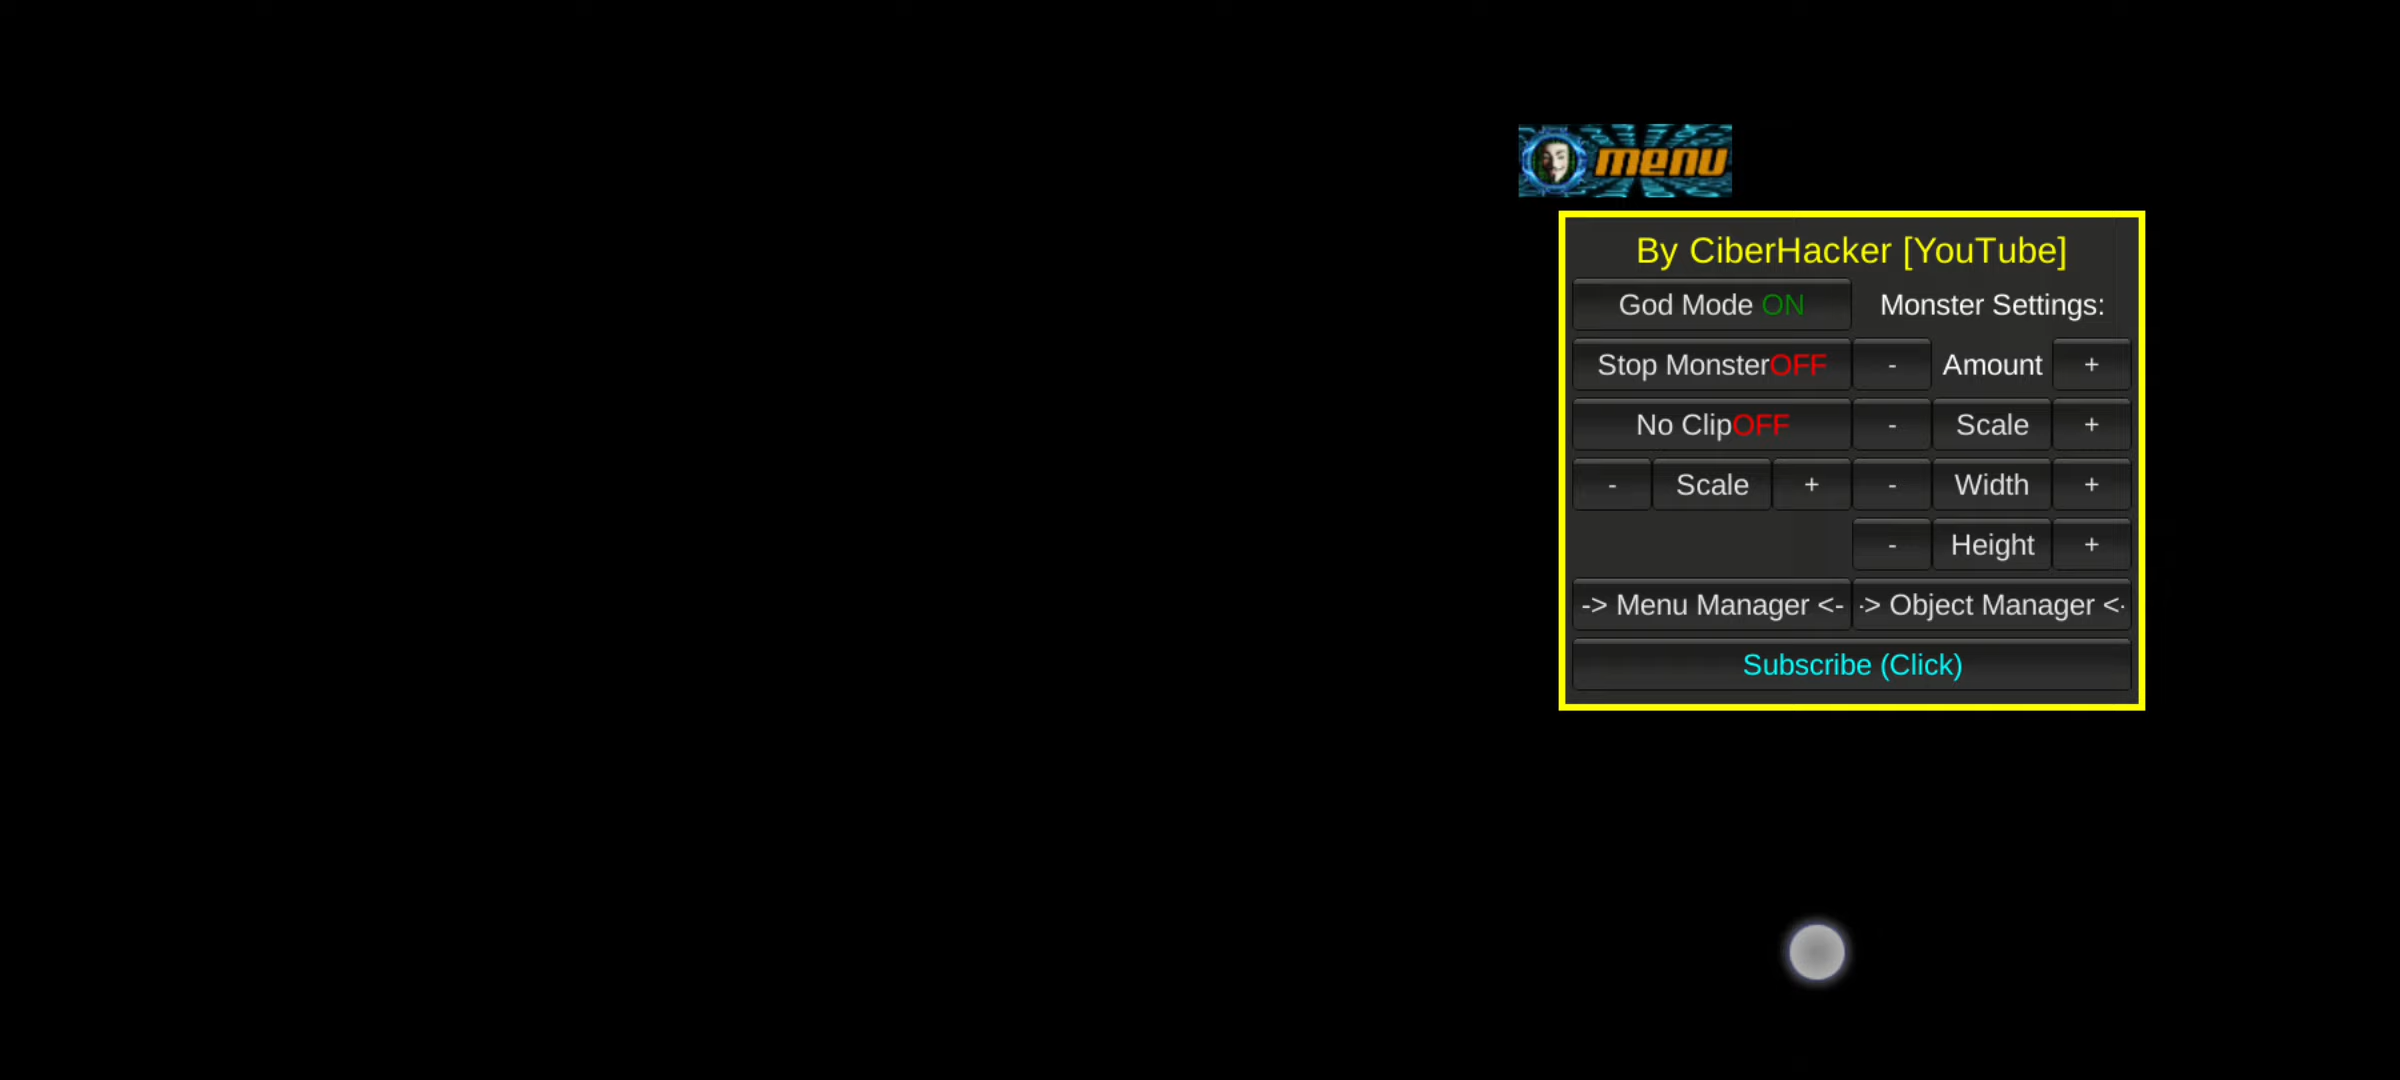 menu
By CiberHacker [YouTube]
God Mode ON Monster Settings:
Stop MonsterOFF - Amount +
No ClipOFF - Scale +
- Scale + - Width +
- Height +
-> Menu Manager <- -> Object Manager <-
Subscribe (Click)